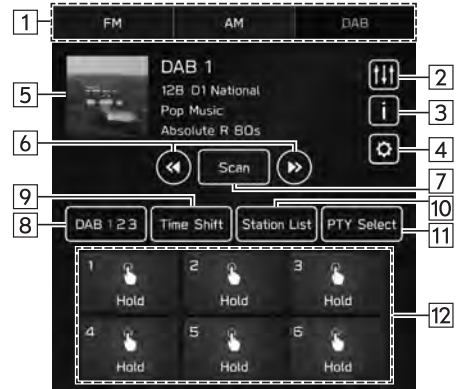 1 FM AM DAB
DAB 1
12B D1 National
Pop Music
Absolute R 80s
2
3
4
5
6
Scan
7
8
9
10
11
DAB 1 2 3 Time Shift Station List PTY Select
1 2 3
Hold Hold Hold
4 5 6
Hold Hold Hold
12